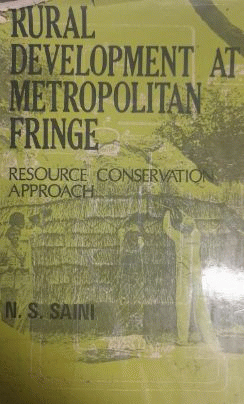 RURAL
DEVELOPMENT AT
METROPOLITAN
FRINGE
RESOURCE CONSERVATION
APPROACH
N. S. SAINI